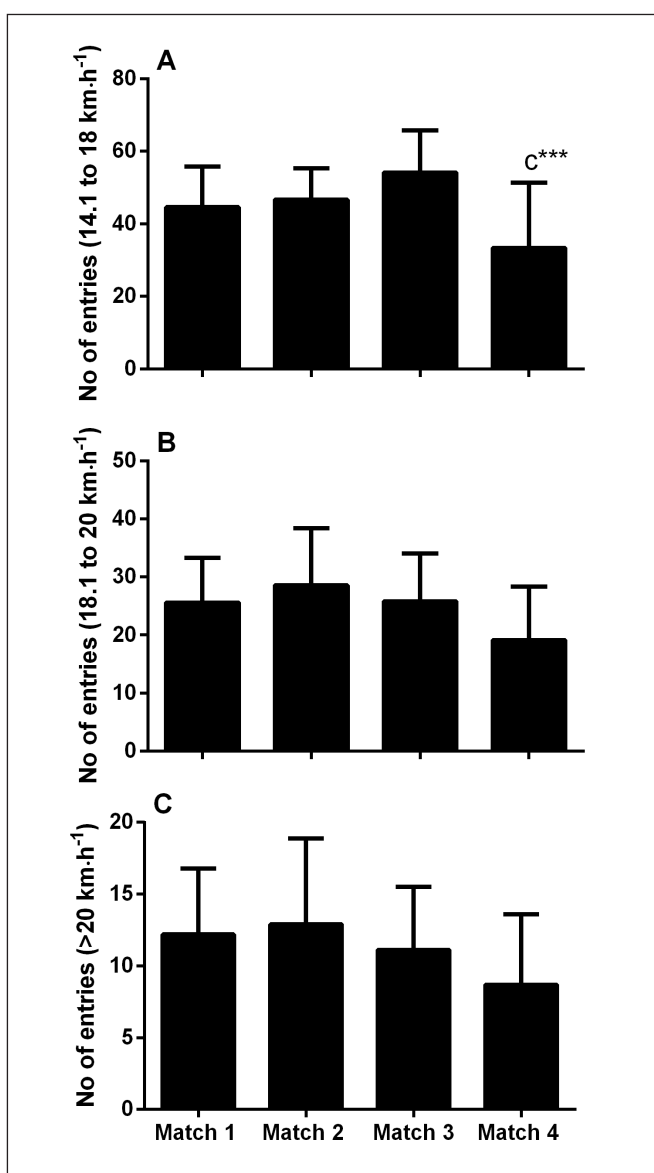 A
No of entries (14.1 to 18 km·h⁻¹)
80
60
40
20
0
c***
B
No of entries (18.1 to 20 km·h⁻¹)
50
40
30
20
10
0
C
No of entries (>20 km·h⁻¹)
20
15
10
5
0
Match 1 Match 2 Match 3 Match 4